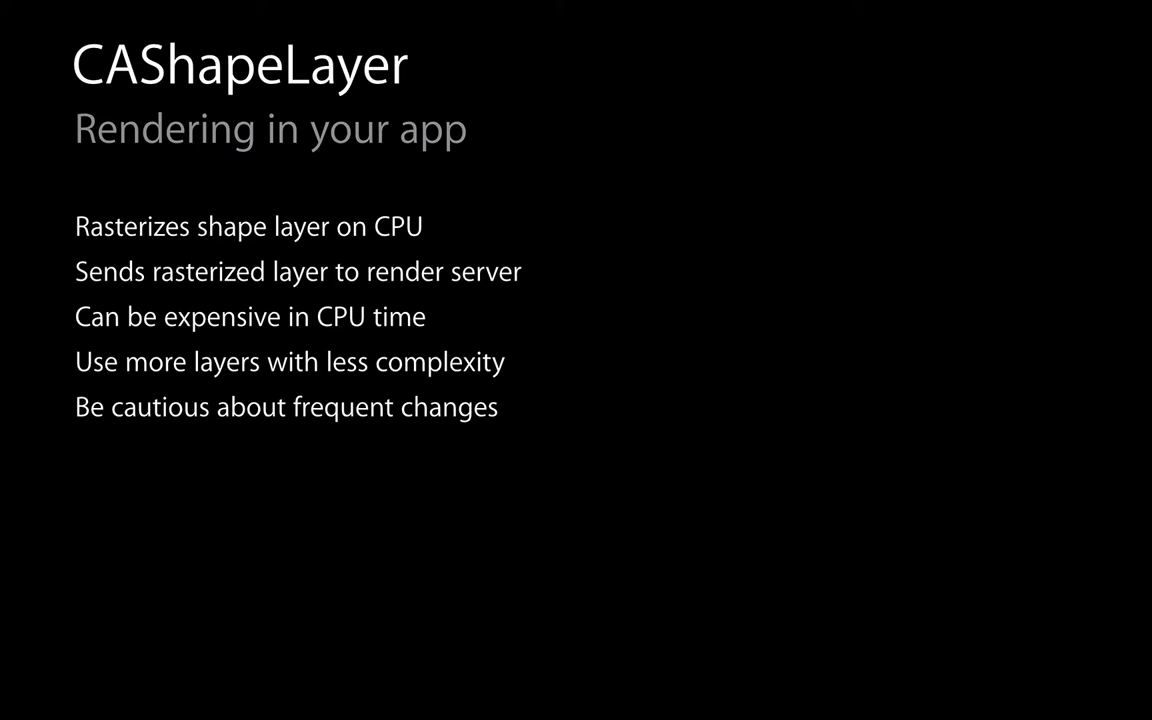 CAShapeLayer
Rendering in your app
Rasterizes shape layer on CPU
Sends rasterized layer to render server
Can be expensive in CPU time
Use more layers with less complexity
Be cautious about frequent changes